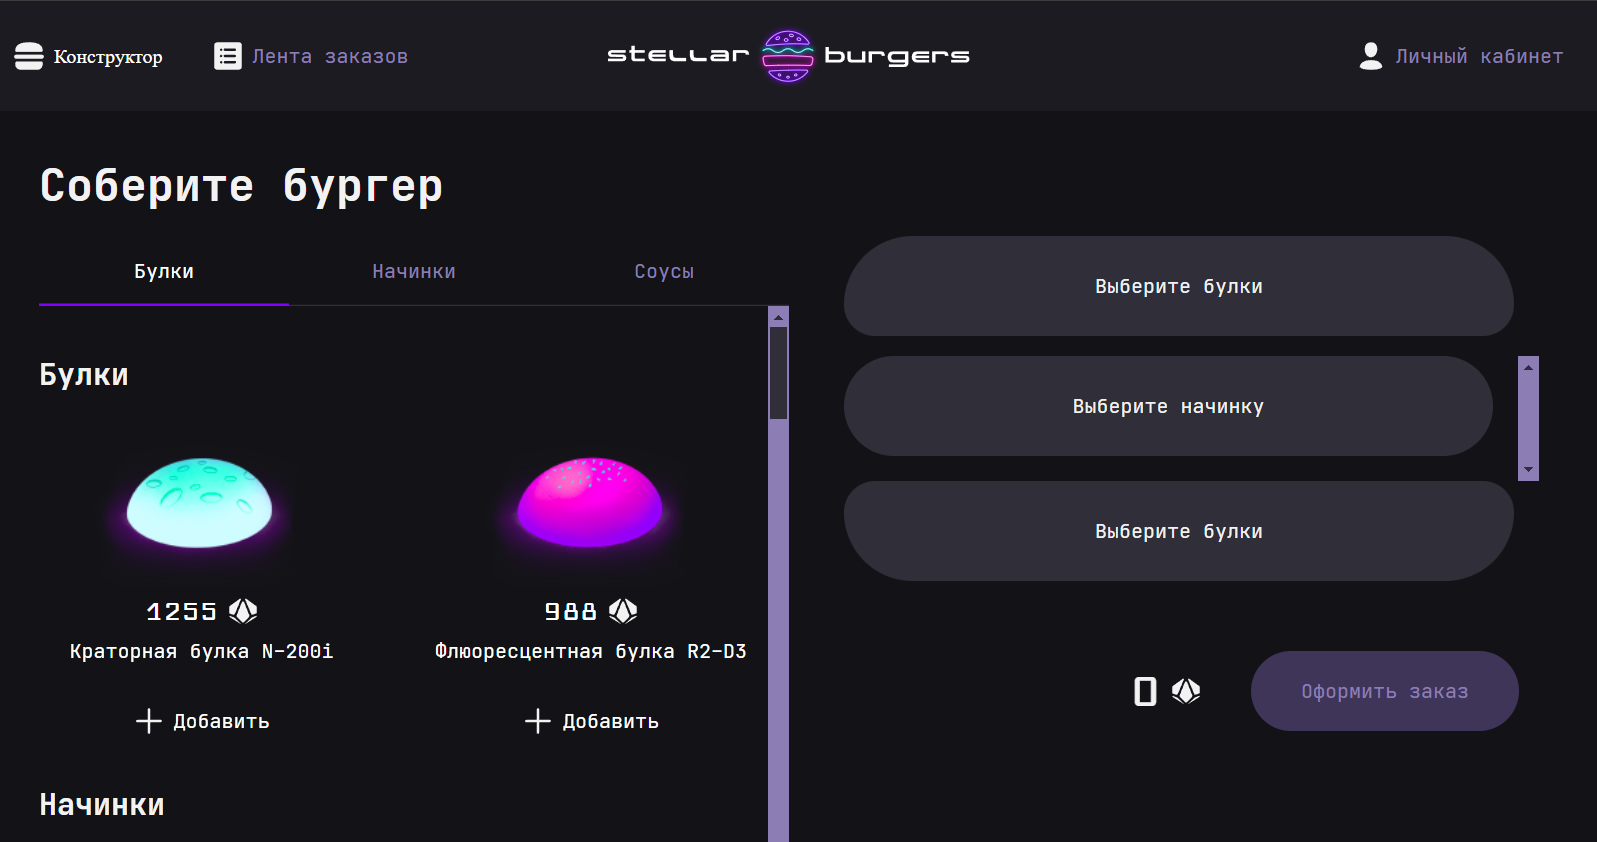 Конструктор
Лента заказов
stellar burgers
Личный кабинет
Соберите бургер
Булки
Начинки
Соусы
Булки
1255
Краторная булка N-200i
Добавить
988
Флюоресцентная булка R2-D3
Добавить
Начинки
Выберите булки
Выберите начинку
Выберите булки
0
Оформить заказ